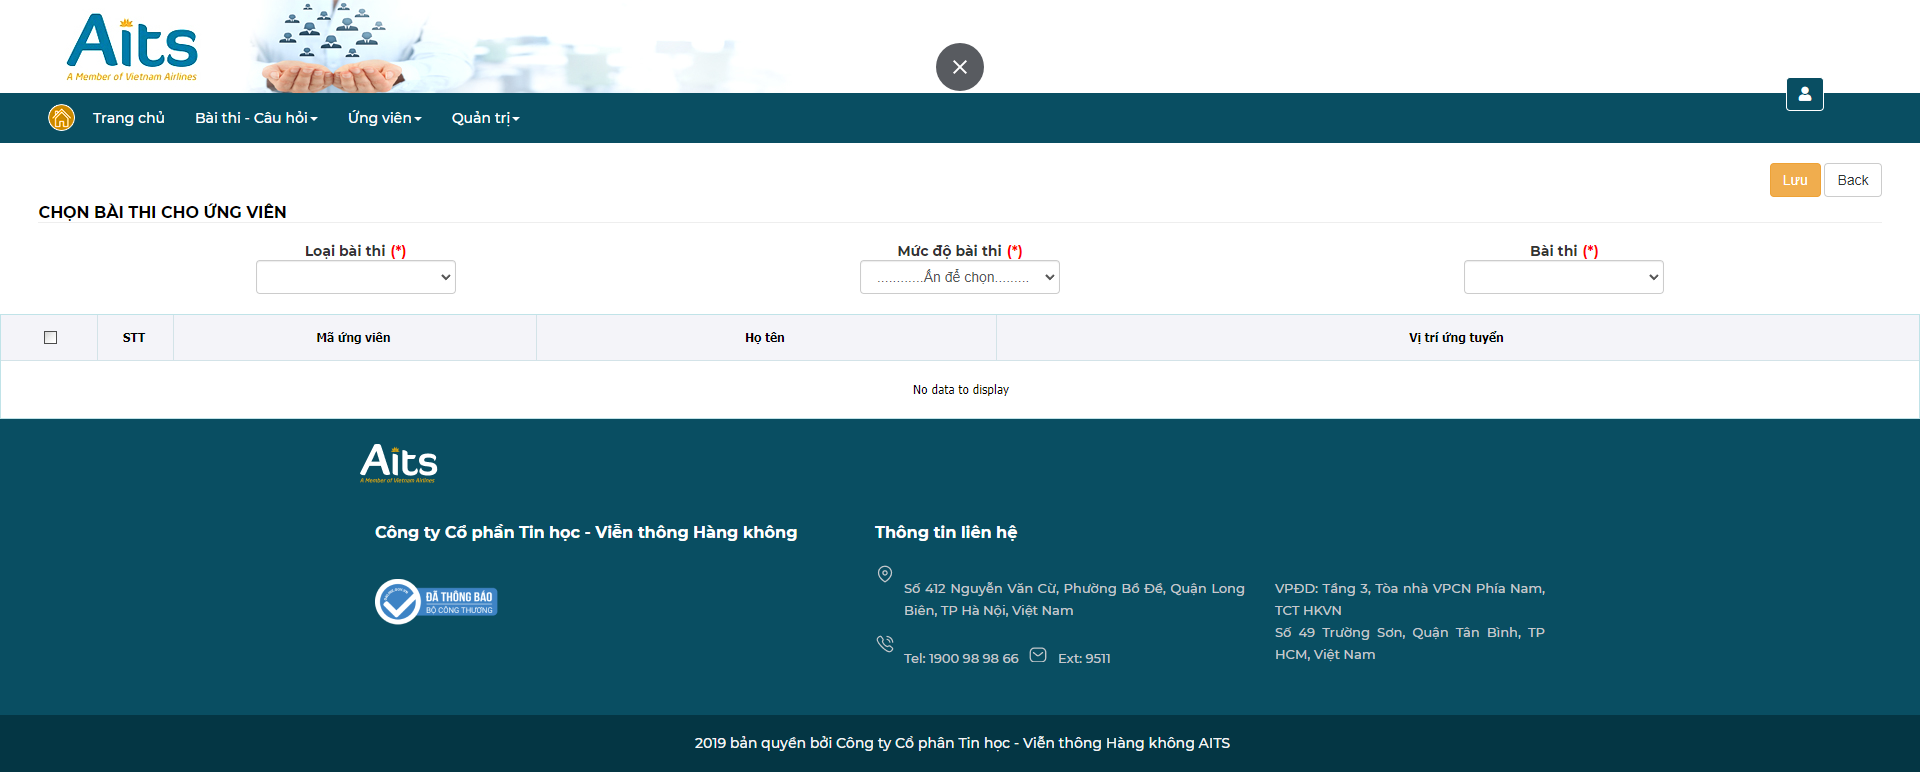 Aits
A Member of Vietnam Airlines
Trang chủ
Bài thi - Câu hỏi
Ứng viên
Quản trị
Lưu
Back
CHỌN BÀI THI CHO ỨNG VIÊN
Loại bài thi (*)
Mức độ bài thi (*)
Bài thi (*)
............Ấn để chọn.........
STT
Mã ứng viên
Họ tên
Vị trí ứng tuyển
No data to display
Aits
A Member of Vietnam Airlines
Công ty Cổ phần Tin học - Viễn thông Hàng không
ĐÃ THÔNG BÁO
BỘ CÔNG THƯƠNG
Thông tin liên hệ
Số 412 Nguyễn Văn Cừ, Phường Bồ Đề, Quận Long
Biên, TP Hà Nội, Việt Nam
Tel: 1900 98 98 66
Ext: 9511
VPĐD: Tầng 3, Tòa nhà VPCN Phía Nam,
TCT HKVN
Số 49 Trường Sơn, Quận Tân Bình, TP
HCM, Việt Nam
2019 bản quyền bởi Công ty Cổ phân Tin học - Viễn thông Hàng không AITS